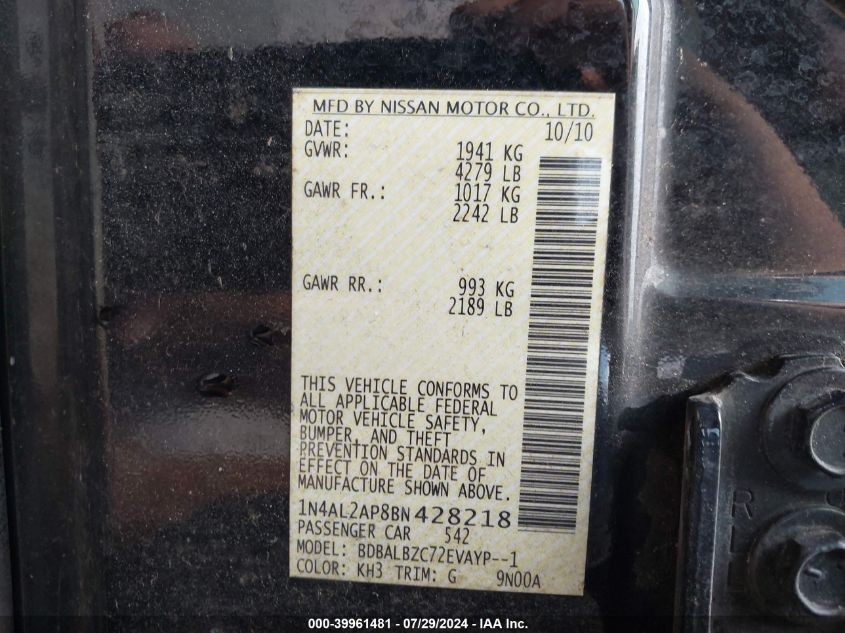 MFD BY NISSAN MOTOR CO., LTD.
DATE: 10/10
GVWR: 1941 KG
4279 LB
GAWR FR.: 1017 KG
2242 LB
GAWR RR.: 993 KG
2189 LB
THIS VEHICLE CONFORMS TO
ALL APPLICABLE FEDERAL
MOTOR VEHICLE SAFETY,
BUMPER, AND THEFT
PREVENTION STANDARDS IN
EFFECT ON THE DATE OF
MANUFACTURE SHOWN ABOVE.
1N4AL2AP8BN428218
PASSENGER CAR 542
MODEL: BDBALBZC72EVAYP--1
COLOR: KH3 TRIM: G 9N00A
000-39961481 - 07/29/2024 - IAA Inc.